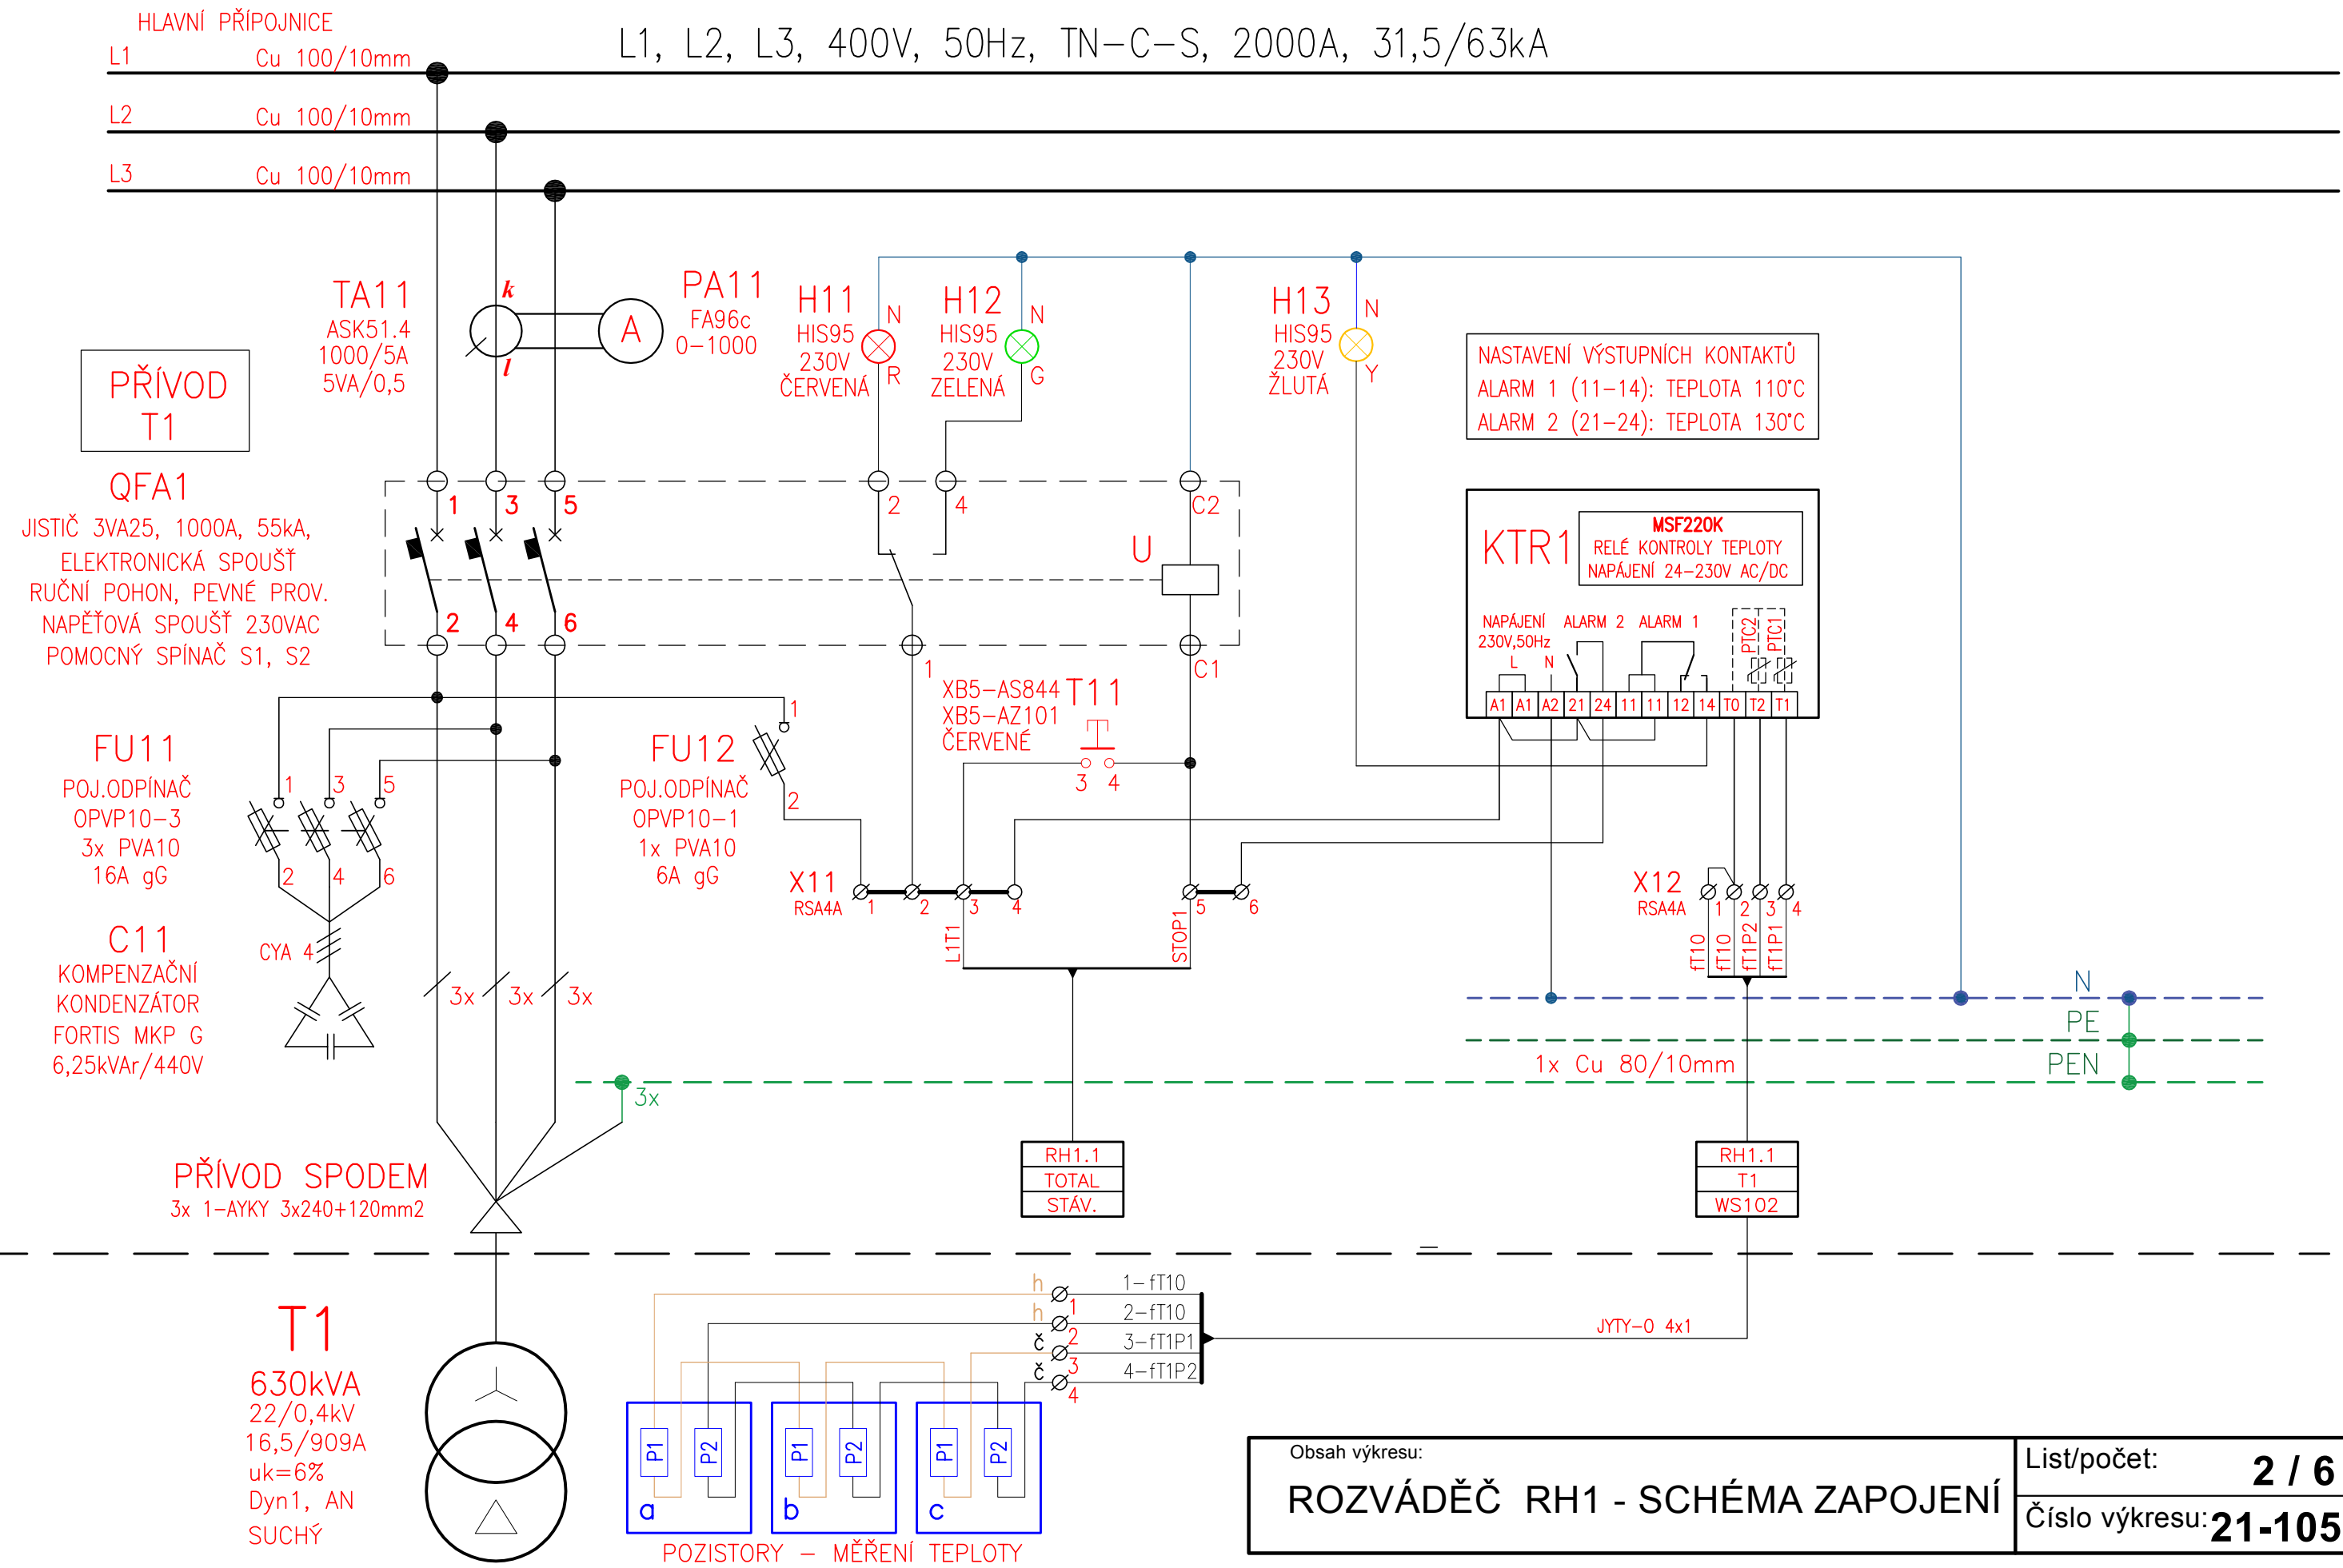 HLAVNÍ PŘÍPOJNICE
L1, L2, L3, 400V, 50Hz, TN-C-S, 2000A, 31,5/63kA
L1 Cu 100/10mm
L2 Cu 100/10mm
L3 Cu 100/10mm
PŘÍVOD
T1
TA11
ASK51.4
1000/5A
5VA/0,5
k
l
A
PA11
FA96c
0-1000
H11
HIS95
230V
ČERVENÁ
N
R
H12
HIS95
230V
ZELENÁ
N
G
H13
HIS95
230V
ŽLUTÁ
N
Y
NASTAVENÍ VÝSTUPNÍCH KONTAKTŮ
ALARM 1 (11-14): TEPLOTA 110°C
ALARM 2 (21-24): TEPLOTA 130°C
QFA1
JISTIČ 3VA25, 1000A, 55kA,
ELEKTRONICKÁ SPOUŠŤ
RUČNÍ POHON, PEVNÉ PROV.
NAPĚŤOVÁ SPOUŠŤ 230VAC
POMOCNÝ SPÍNAČ S1, S2
1 3 5
2 4 6
2 4
1
U
C2
C1
KTR1
MSF220K
RELÉ KONTROLY TEPLOTY
NAPÁJENÍ 24-230V AC/DC
NAPÁJENÍ ALARM 2 ALARM 1
230V,50Hz
L N
PTC2
PTC1
A1 A1 A2 21 24 11 11 12 14 T0 T2 T1
XB5-AS844
XB5-AZ101
ČERVENÉ
T11
3 4
FU11
POJ.ODPÍNAČ
OPVP10-3
3x PVA10
16A gG
1 3 5
2 4 6
FU12
POJ.ODPÍNAČ
OPVP10-1
1x PVA10
6A gG
1
2
X11
RSA4A
1 2 3 4 5 6
L1T1
STOP1
X12
RSA4A
1 2 3 4
fT10
fT10
fT1P2
fT1P1
C11
KOMPENZAČNÍ
KONDENZÁTOR
FORTIS MKP G
6,25kVAr/440V
CYA 4
3x 3x 3x
3x
N
PE
PEN
1x Cu 80/10mm
PŘÍVOD SPODEM
3x 1-AYKY 3x240+120mm2
RH1.1
TOTAL
STÁV.
RH1.1
T1
WS102
T1
630kVA
22/0,4kV
16,5/909A
uk=6%
Dyn1, AN
SUCHÝ
h 1 1-fT10
h 2 2-fT10
č 3 3-fT1P1
č 4 4-fT1P2
JYTY-O 4x1
P1 P2 P1 P2 P1 P2
a b c
POZISTORY - MĚŘENÍ TEPLOTY
Obsah výkresu:
ROZVÁDĚČ RH1 - SCHÉMA ZAPOJENÍ
List/počet: 2 / 6
Číslo výkresu: 21-105